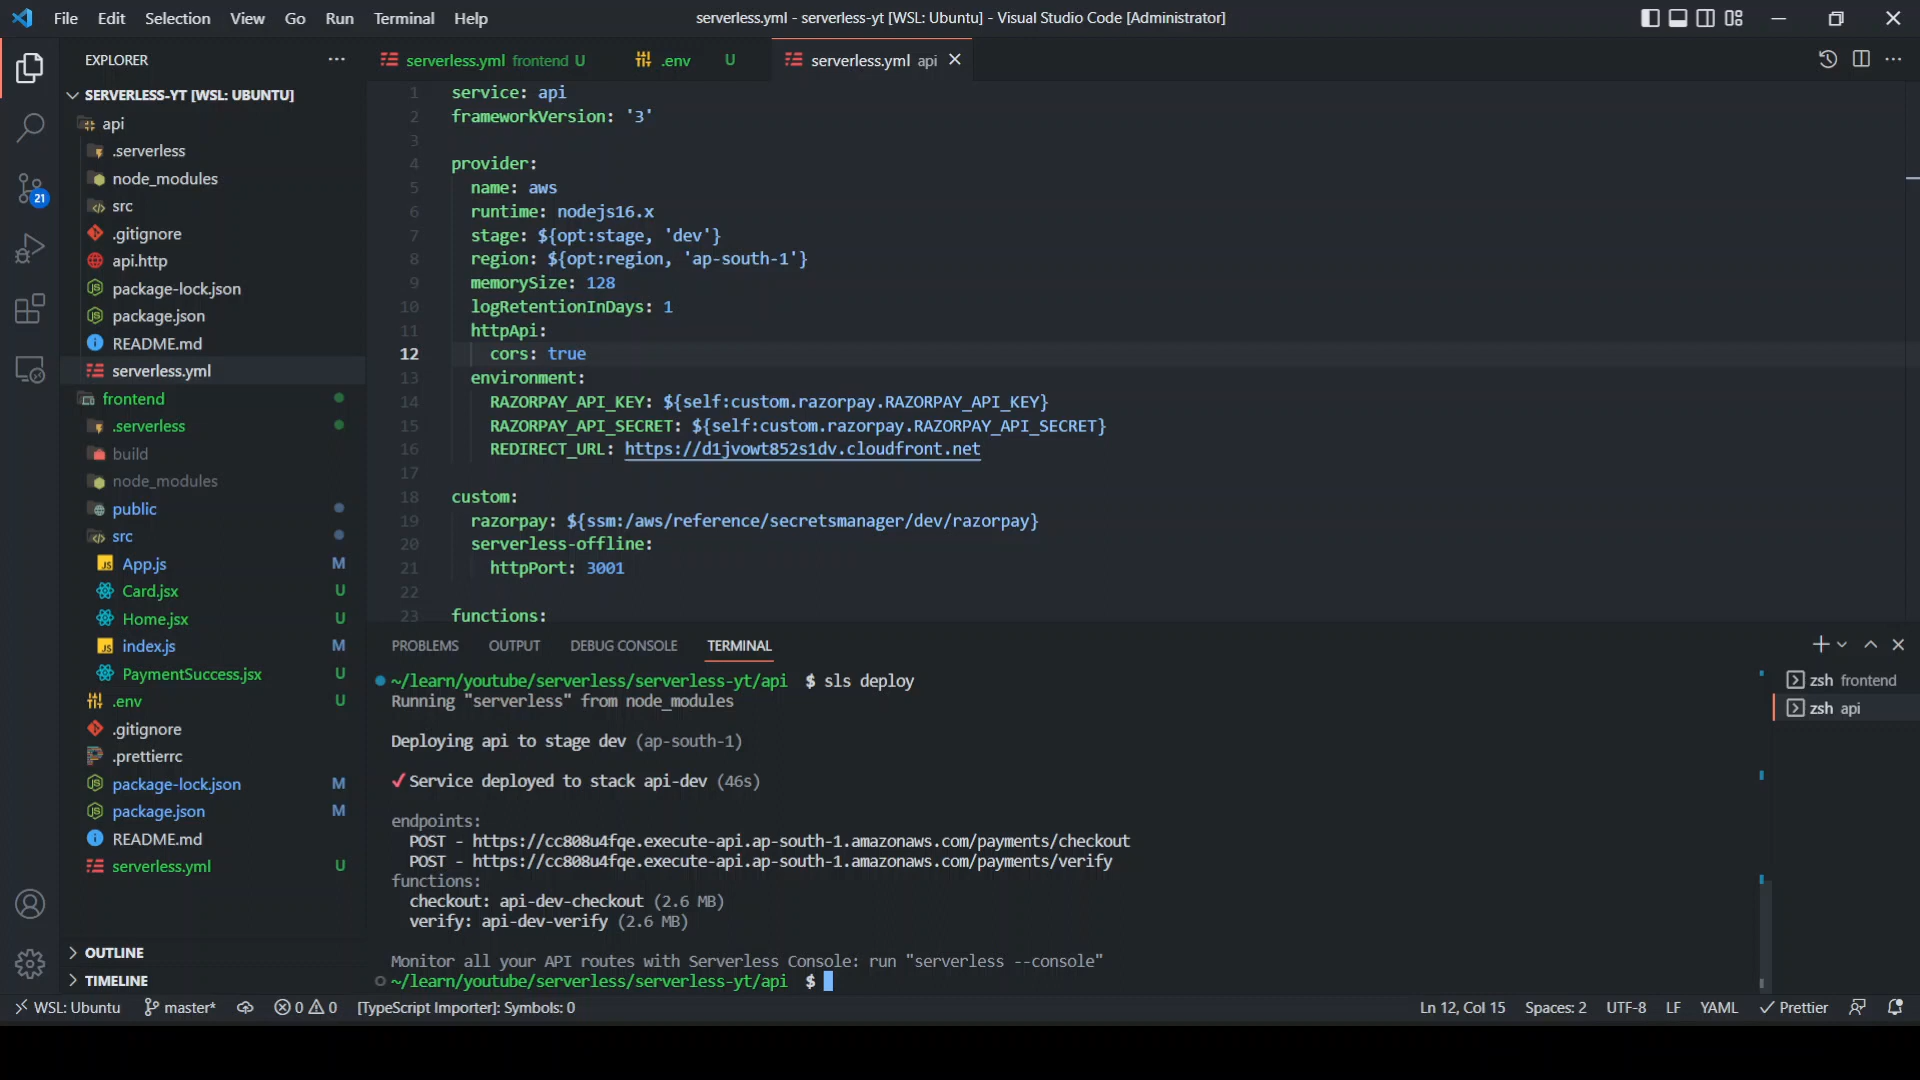 File Edit Selection View Go Run Terminal Help
serverless.yml - serverless-yt [WSL: Ubuntu] - Visual Studio Code [Administrator]
EXPLORER
SERVERLESS-YT [WSL: UBUNTU]
api
.serverless
node_modules
src
.gitignore
api.http
package-lock.json
package.json
README.md
serverless.yml
frontend
.serverless
build
node_modules
public
src
App.js M
Card.jsx U
Home.jsx U
index.js M
PaymentSuccess.jsx U
.env U
.gitignore
.prettierrc
package-lock.json M
package.json M
README.md
serverless.yml U
OUTLINE
TIMELINE
21
serverless.yml frontend U
.env U
serverless.yml api
1 service: api
2 frameworkVersion: '3'
3
4 provider:
5 name: aws
6 runtime: nodejs16.x
7 stage: ${opt:stage, 'dev'}
8 region: ${opt:region, 'ap-south-1'}
9 memorySize: 128
10 logRetentionInDays: 1
11 httpApi:
12 cors: true
13 environment:
14 RAZORPAY_API_KEY: ${self:custom.razorpay.RAZORPAY_API_KEY}
15 RAZORPAY_API_SECRET: ${self:custom.razorpay.RAZORPAY_API_SECRET}
16 REDIRECT_URL: https://d1jvowt852s1dv.cloudfront.net
17
18 custom:
19 razorpay: ${ssm:/aws/reference/secretsmanager/dev/razorpay}
20 serverless-offline:
21 httpPort: 3001
22
23 functions:
PROBLEMS OUTPUT DEBUG CONSOLE TERMINAL
~/learn/youtube/serverless/serverless-yt/api $ sls deploy
Running "serverless" from node_modules
Deploying api to stage dev (ap-south-1)
✓Service deployed to stack api-dev (46s)
endpoints:
POST - https://cc808u4fqe.execute-api.ap-south-1.amazonaws.com/payments/checkout
POST - https://cc808u4fqe.execute-api.ap-south-1.amazonaws.com/payments/verify
functions:
checkout: api-dev-checkout (2.6 MB)
verify: api-dev-verify (2.6 MB)
Monitor all your API routes with Serverless Console: run "serverless --console"
~/learn/youtube/serverless/serverless-yt/api $
zsh frontend
zsh api
WSL: Ubuntu master* 0 0 [TypeScript Importer]: Symbols: 0
Ln 12, Col 15 Spaces: 2 UTF-8 LF YAML Prettier